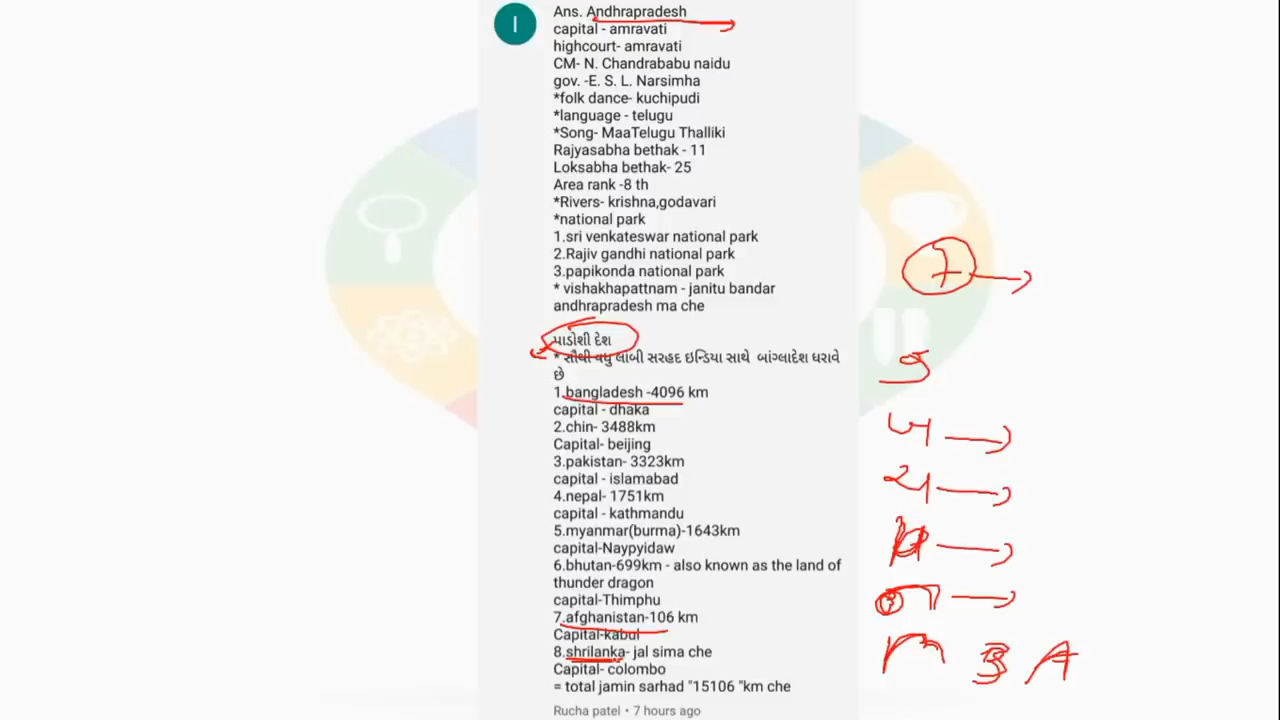 I
Ans. Andhrapradesh
capital - amravati
highcourt- amravati
CM- N. Chandrababu naidu
gov. -E. S. L. Narsimha
*folk dance- kuchipudi
*language - telugu
*Song- MaaTelugu Thalliki
Rajyasabha bethak - 11
Loksabha bethak- 25
Area rank -8 th
*Rivers- krishna,godavari
*national park
1.sri venkateswar national park
2.Rajiv gandhi national park
3.papikonda national park
* vishakhapattnam - janitu bandar
andhrapradesh ma che
પાડોશી દેશ
* સૌથી વધુ લાંબી સરહદ ઇન્ડિયા સાથે બાંગ્લાદેશ ધરાવે
છે
1.bangladesh -4096 km
capital - dhaka
2.chin- 3488km
Capital- beijing
3.pakistan- 3323km
capital - islamabad
4.nepal- 1751km
capital - kathmandu
5.myanmar(burma)-1643km
capital-Naypyidaw
6.bhutan-699km - also known as the land of
thunder dragon
capital-Thimphu
7.afghanistan-106 km
Capital-kabul
8.shrilanka- jal sima che
Capital- colombo
= total jamin sarhad "15106 "km che
Rucha patel • 7 hours ago
7